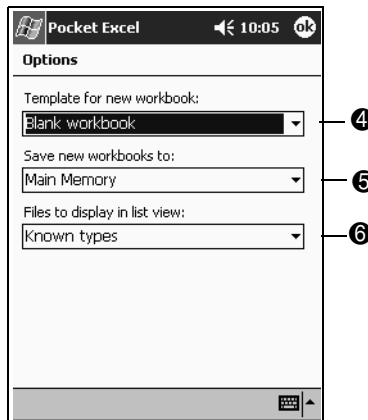 Pocket Excel 10:05 ok
Options
Template for new workbook:
Blank workbook
4
Save new workbooks to:
Main Memory
5
Files to display in list view:
Known types
6